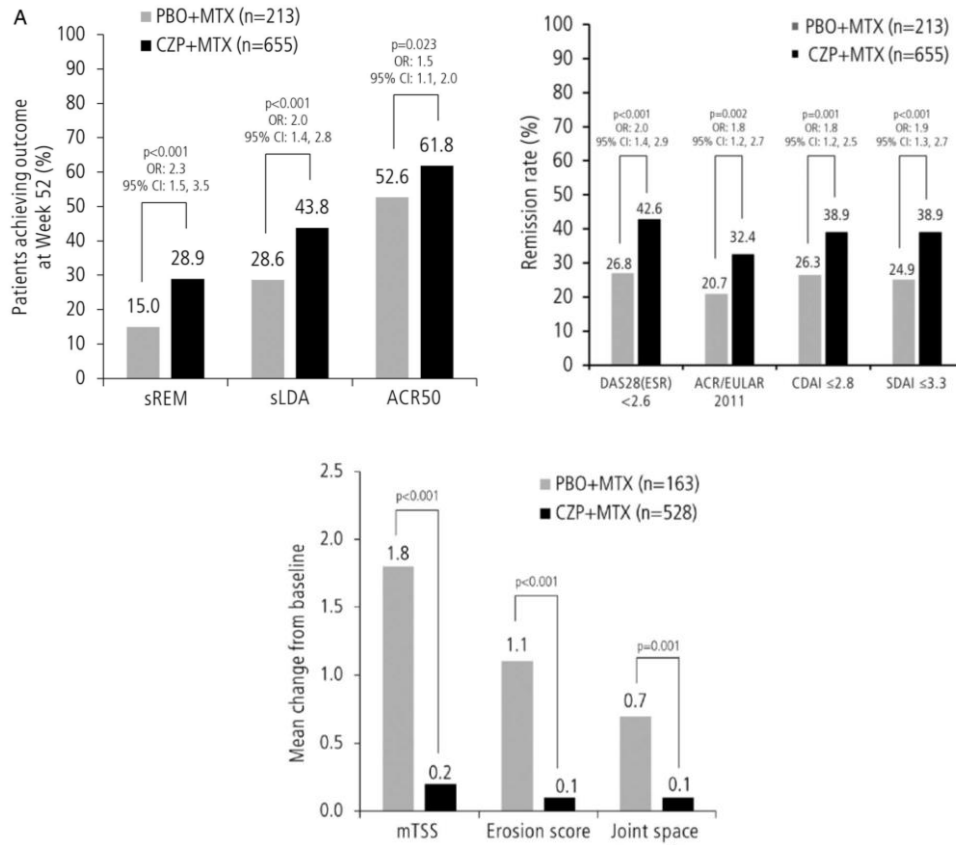 A
PBO+MTX (n=213)
CZP+MTX (n=655)
Patients achieving outcome
at Week 52 (%)
100
90
80
70
60
50
40
30
20
10
0
p<0.001
OR: 2.3
95% CI: 1.5, 3.5
15.0
28.9
p<0.001
OR: 2.0
95% CI: 1.4, 2.8
28.6
43.8
p=0.023
OR: 1.5
95% CI: 1.1, 2.0
52.6
61.8
sREM
sLDA
ACR50
PBO+MTX (n=213)
CZP+MTX (n=655)
Remission rate (%)
100
90
80
70
60
50
40
30
20
10
0
p<0.001
OR: 2.0
95% CI: 1.4, 2.9
26.8
42.6
p=0.002
OR: 1.8
95% CI: 1.2, 2.7
20.7
32.4
p=0.001
OR: 1.8
95% CI: 1.2, 2.5
26.3
38.9
p<0.001
OR: 1.9
95% CI: 1.3, 2.7
24.9
38.9
DAS28(ESR)
<2.6
ACR/EULAR
2011
CDAI ≤2.8
SDAI ≤3.3
PBO+MTX (n=163)
CZP+MTX (n=528)
Mean change from baseline
2.5
2.0
1.5
1.0
0.5
0.0
p<0.001
1.8
0.2
p<0.001
1.1
0.1
p=0.001
0.7
0.1
mTSS
Erosion score
Joint space